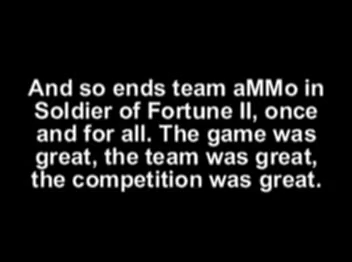 And so ends team aMMo in
Soldier of Fortune II, once
and for all. The game was
great, the team was great,
the competition was great.